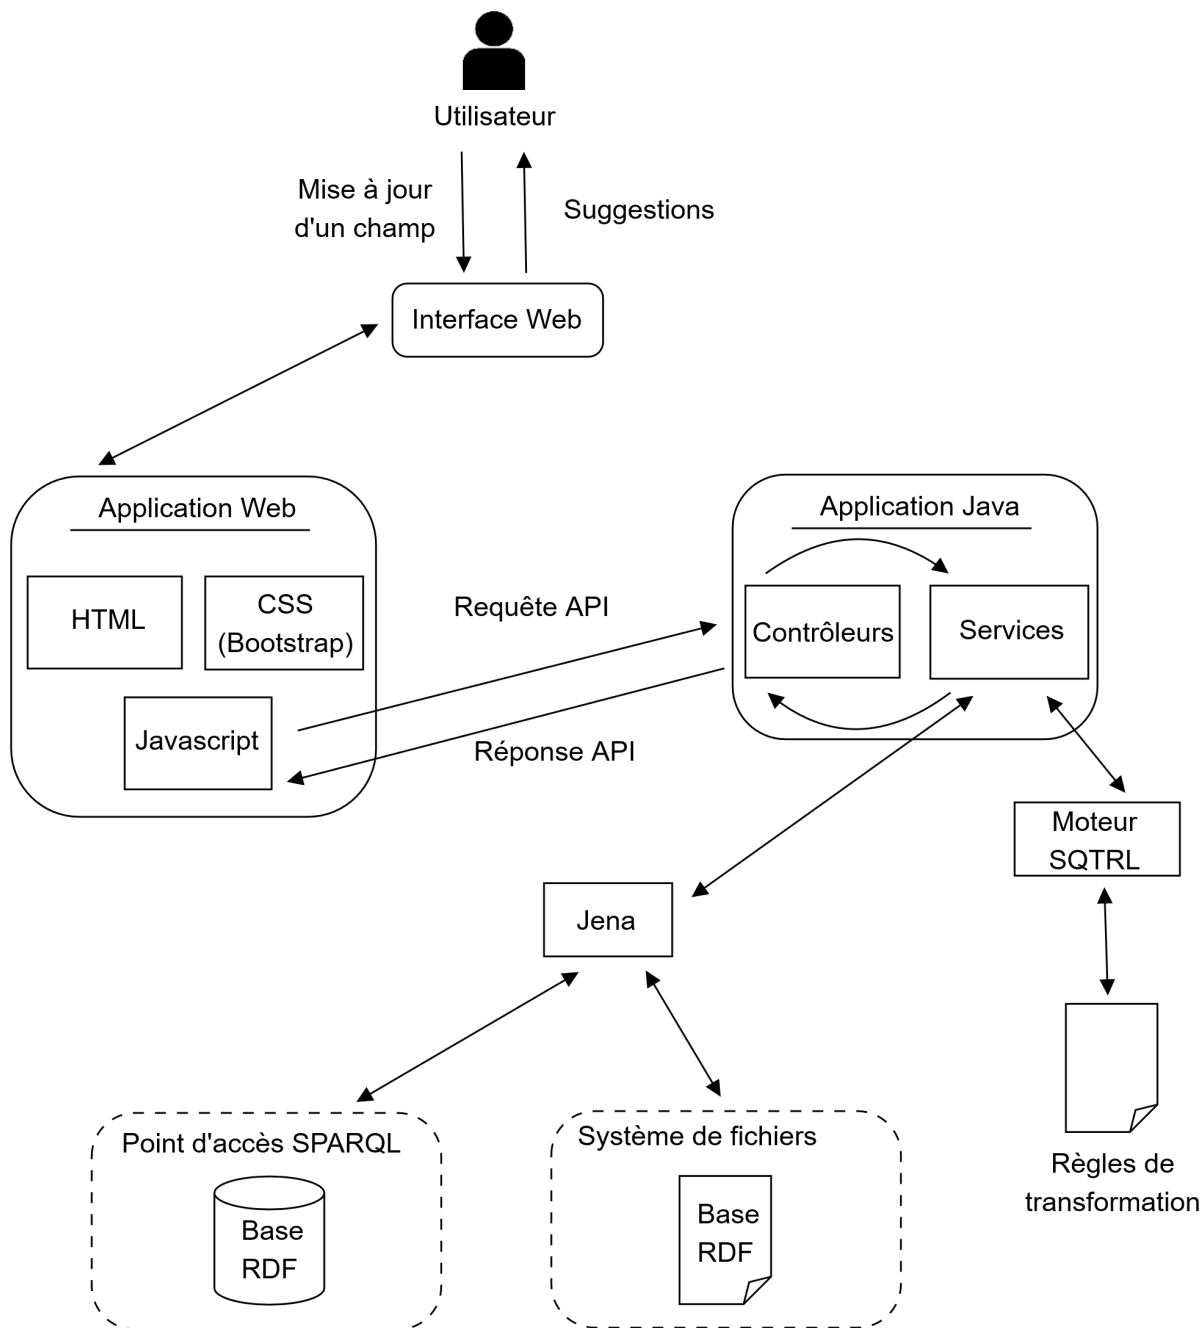 Utilisateur
Mise à jour
d'un champ
Suggestions
Interface Web
Application Web
HTML
CSS
(Bootstrap)
Javascript
Requête API
Réponse API
Application Java
Contrôleurs
Services
Moteur
SQTRL
Jena
Règles de
transformation
Point d'accès SPARQL
Base
RDF
Système de fichiers
Base
RDF